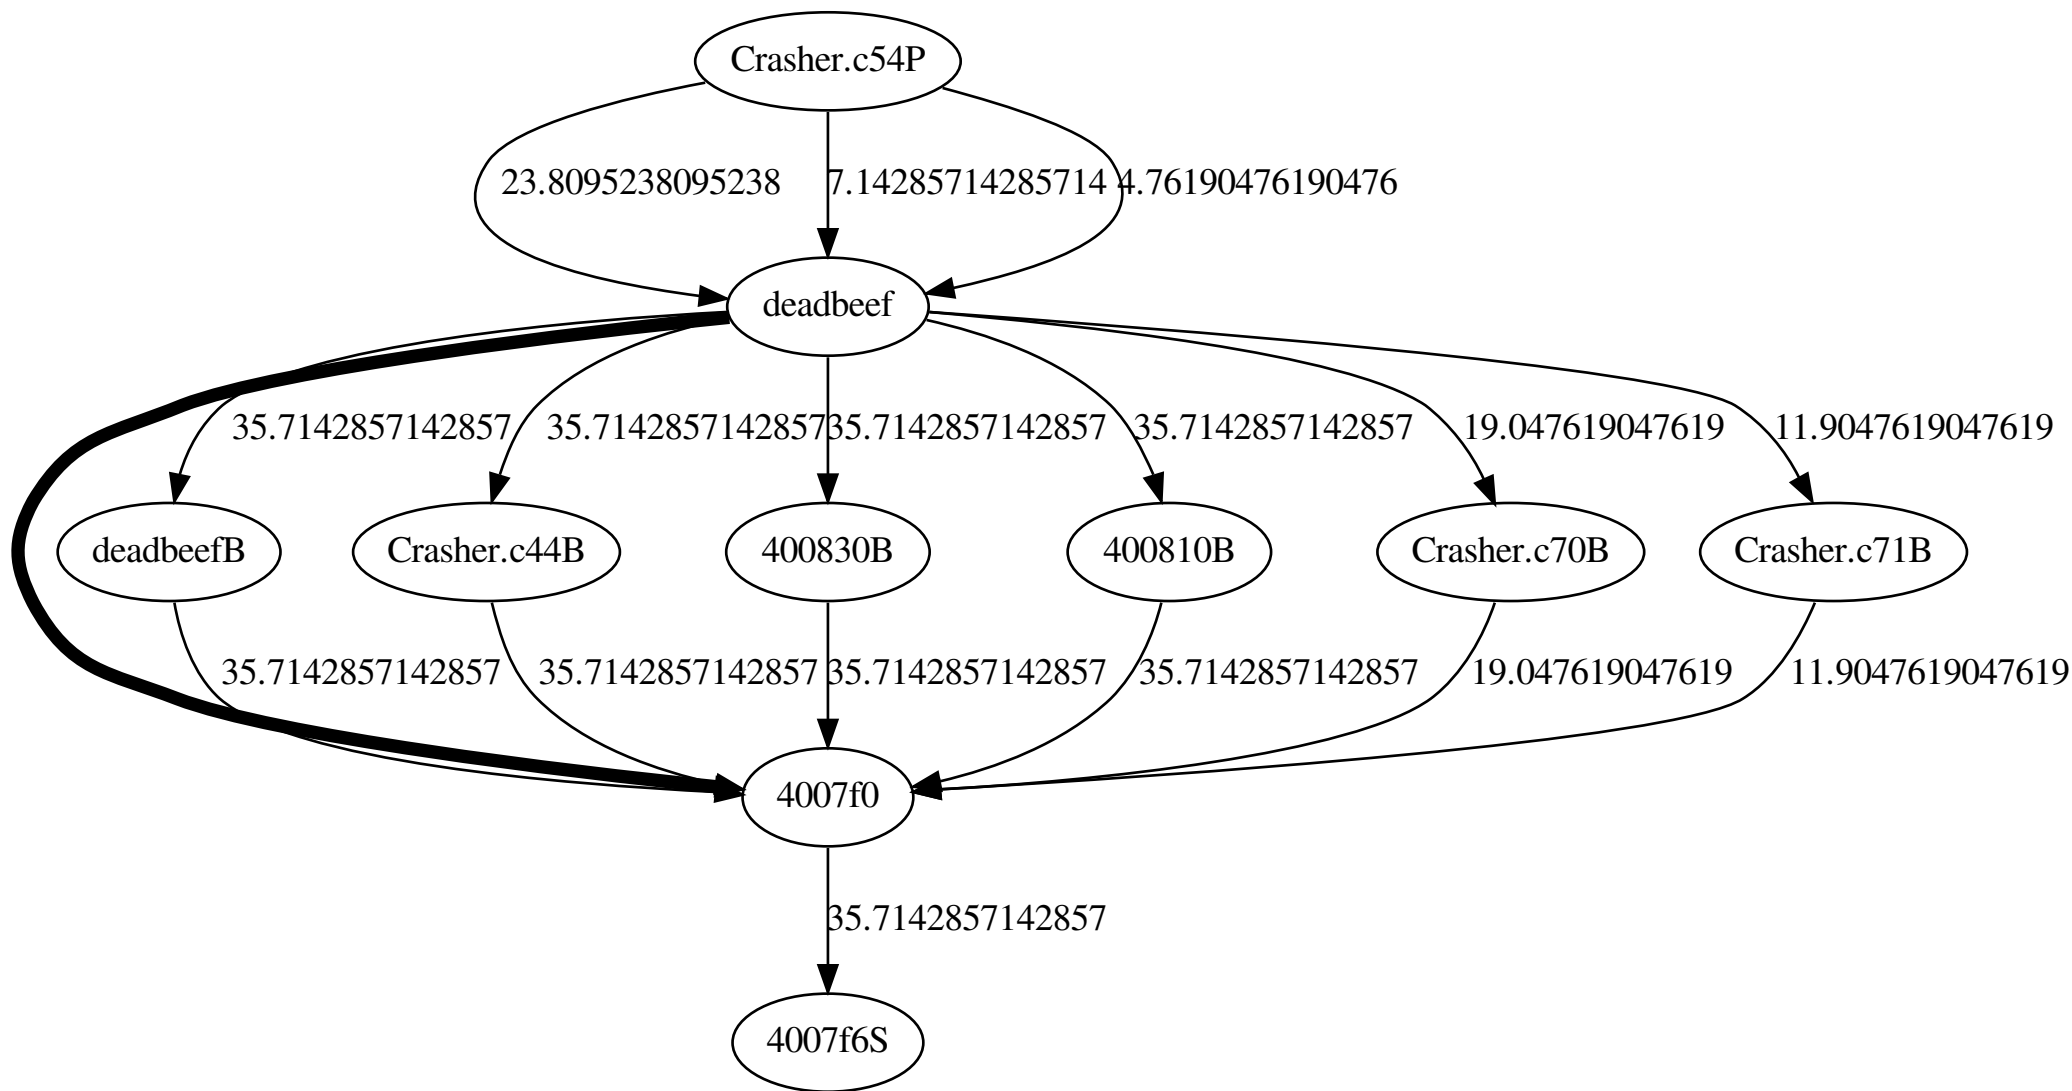 Crasher.c54P
23.8095238095238 7.14285714285714 4.76190476190476
deadbeef
35.7142857142857 35.7142857142857 35.7142857142857 35.7142857142857 19.047619047619 11.9047619047619
deadbeefB Crasher.c44B 400830B 400810B Crasher.c70B Crasher.c71B
35.7142857142857 35.7142857142857 35.7142857142857 35.7142857142857 19.047619047619 11.9047619047619
4007f0
35.7142857142857
4007f6S